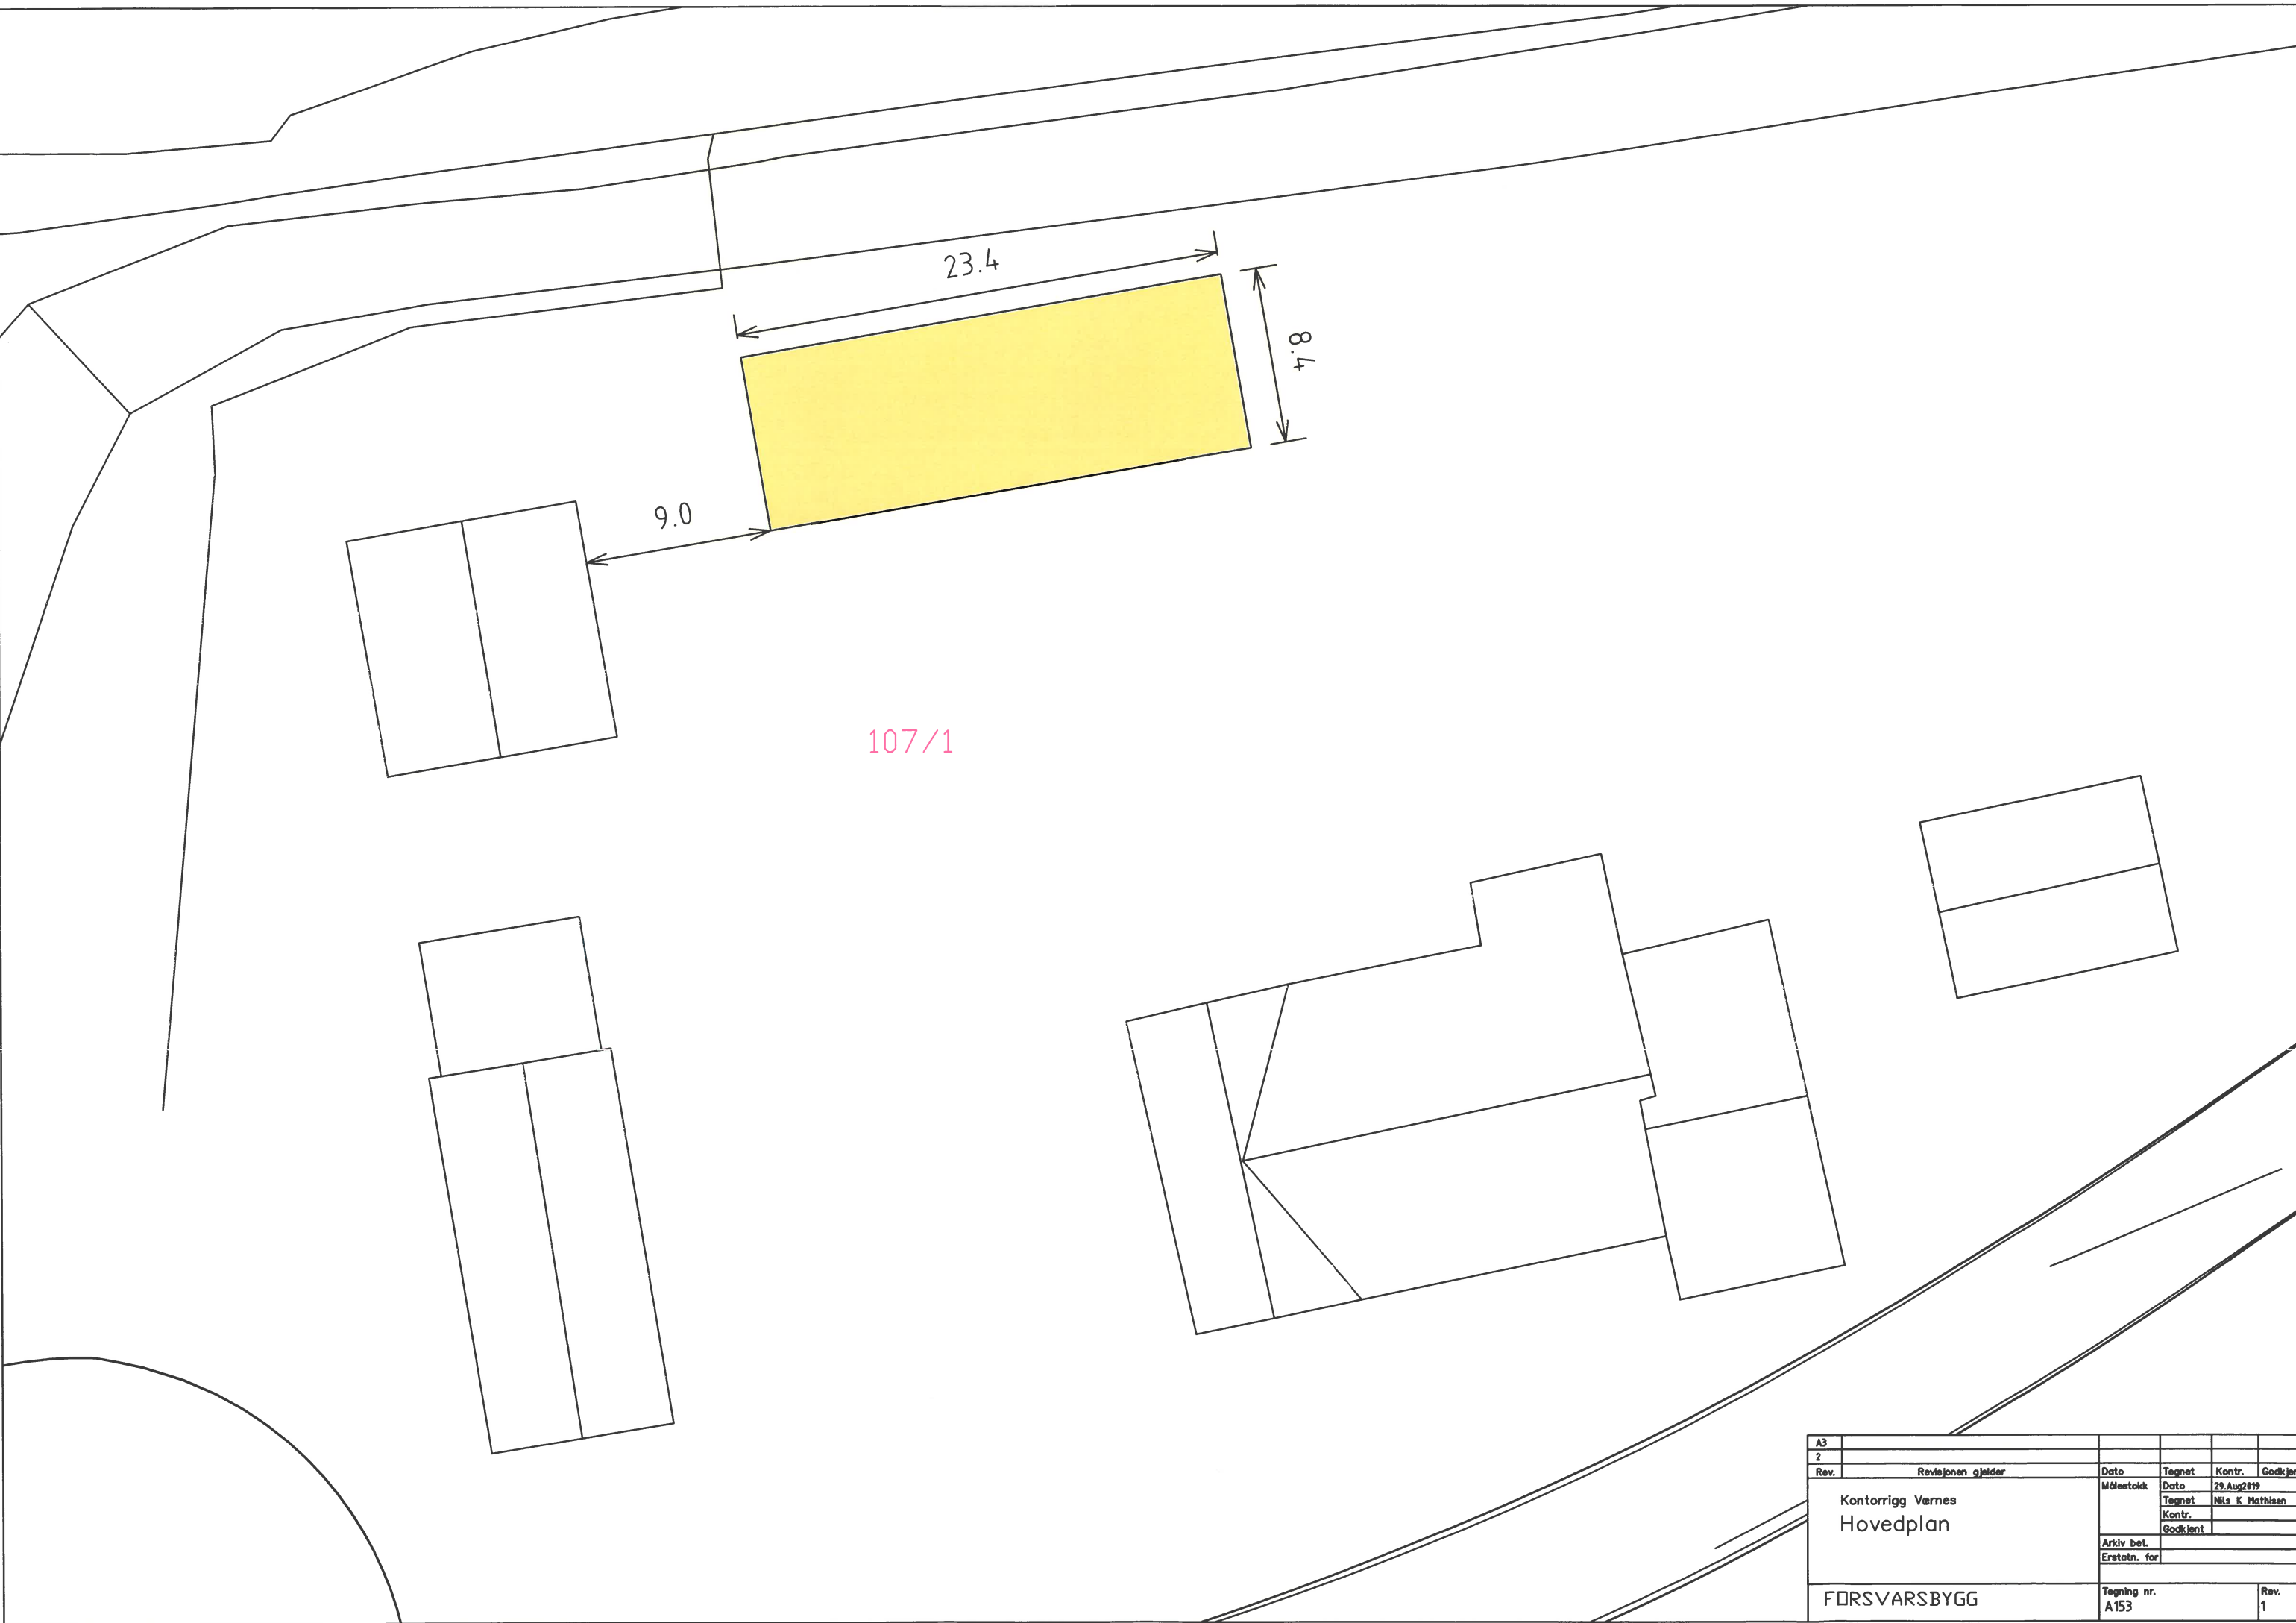 23.4
8.4
9.0
107/1
A3
2
Rev. Revisjonen gjelder Dato Tegnet Kontr.
Kontorrigg Værnes
Hovedplan
Målestokk Dato 29.Aug2019
Tegnet Nils K Mathisen
Kontr.
Godkjent
Arkiv bet.
Erstatn. for
FORSVARSBYGG
Tegning nr. Rev.
A153 1